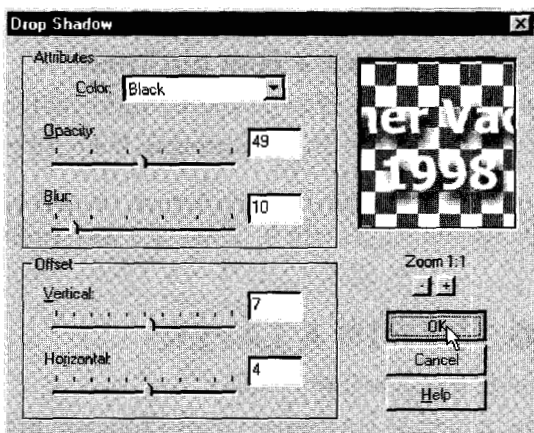 Drop Shadow
Attributes
Color: Black
Opacity:
49
Blur:
10
Offset
Vertical:
7
Horizontal:
4
ner Vac
1998
Zoom 1:1
- +
OK
Cancel
Help